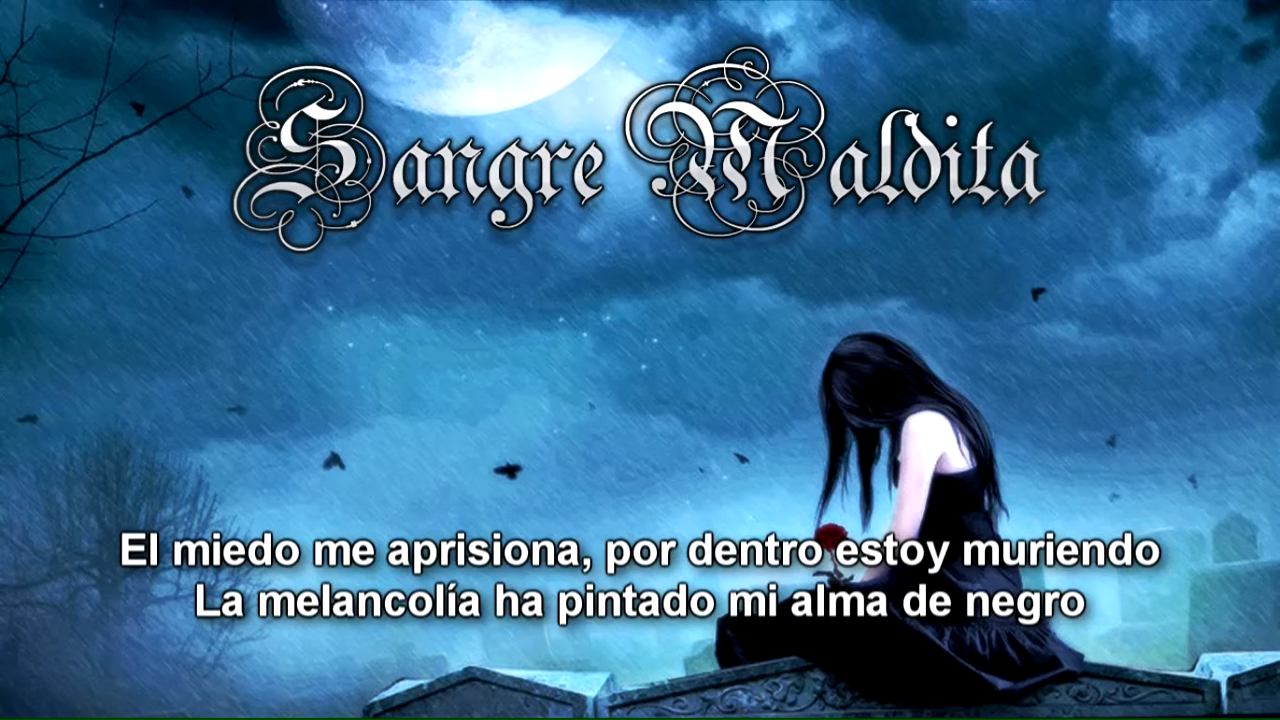 Sangre Maldita
El miedo me aprisiona, por dentro estoy muriendo
La melancolía ha pintado mi alma de negro